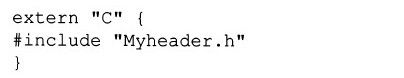 extern "C" {
#include "Myheader.h"
}